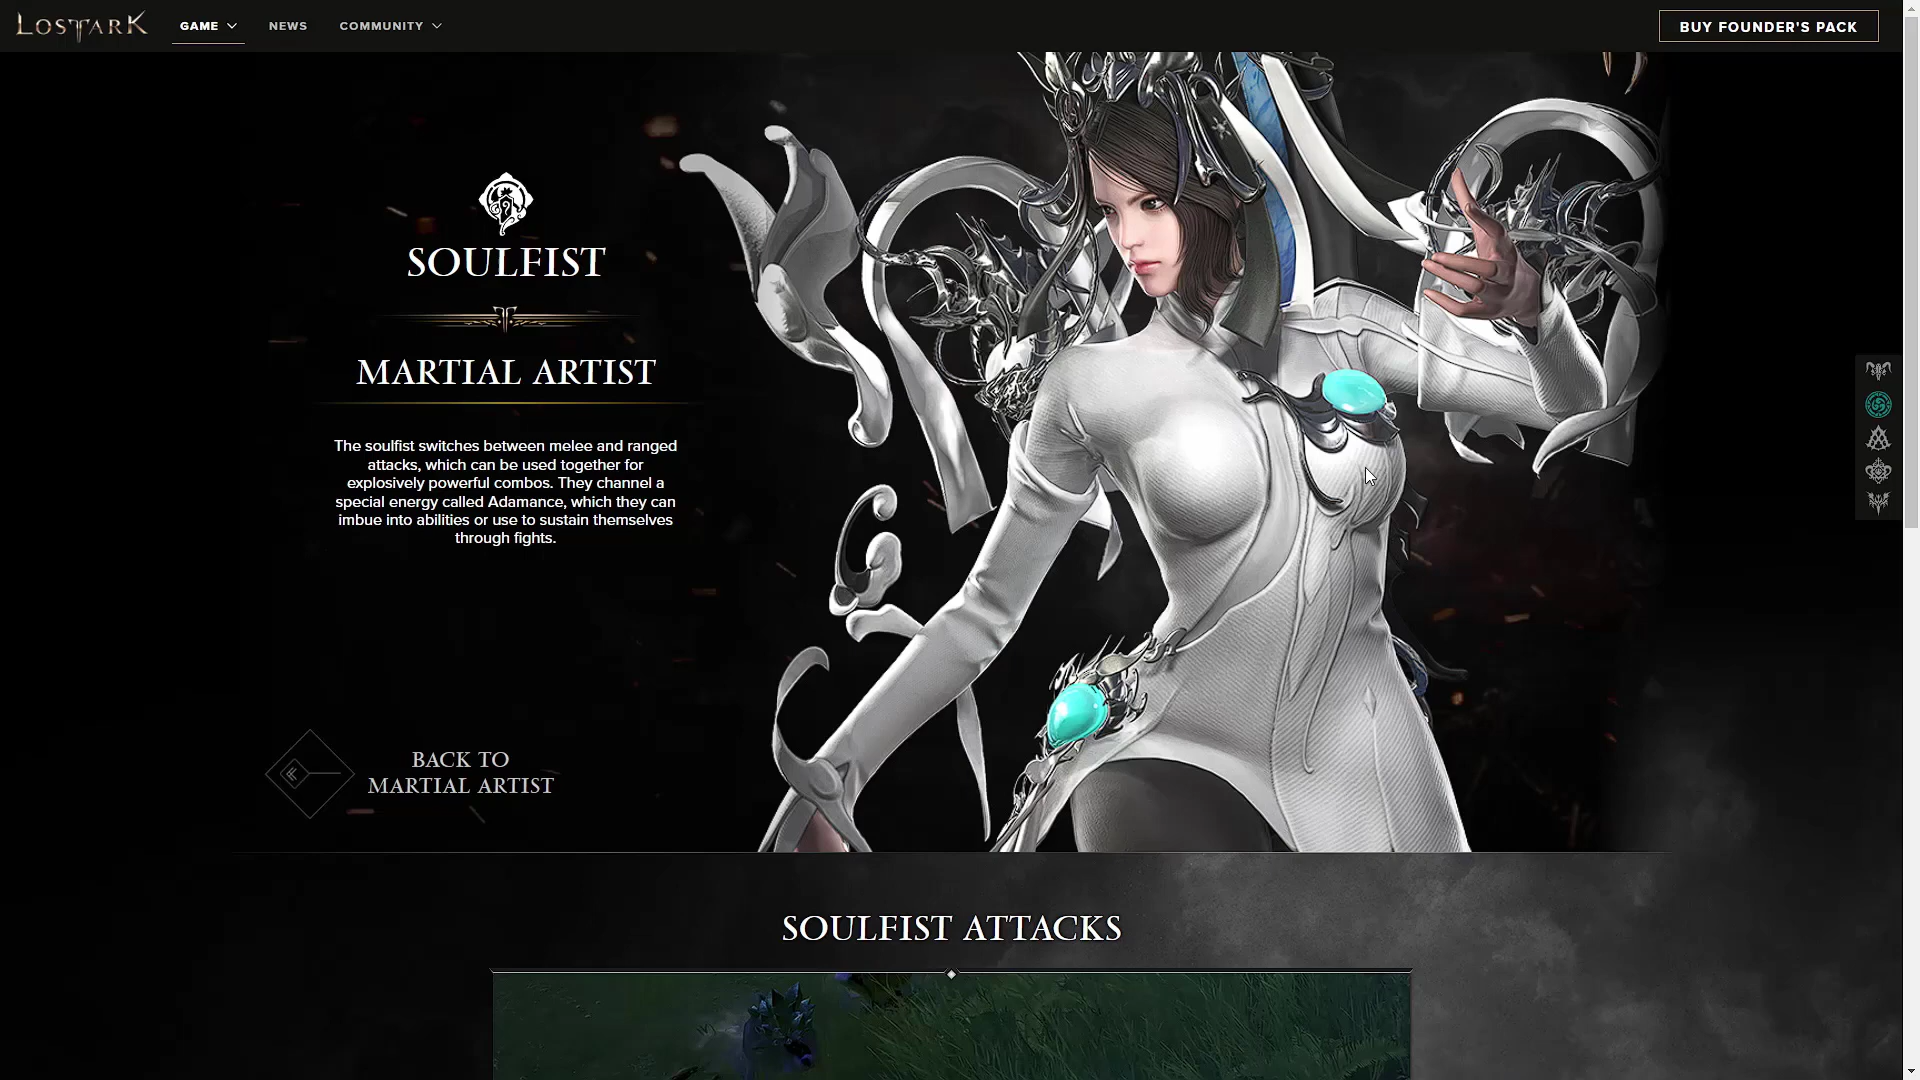 LOST ARK
GAME
NEWS
COMMUNITY
BUY FOUNDER'S PACK
SOULFIST
MARTIAL ARTIST
The soulfist switches between melee and ranged
attacks, which can be used together for
explosively powerful combos. They channel a
special energy called Adamance, which they can
imbue into abilities or use to sustain themselves
through fights.
BACK TO
MARTIAL ARTIST
SOULFIST ATTACKS